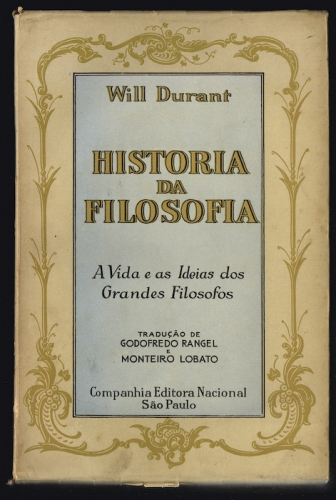 Will Durant
HISTORIA
DA
FILOSOFIA
A Vida e as Ideias dos
Grandes Filosofos
TRADUÇÃO DE
GODOFREDO RANGEL
E
MONTEIRO LOBATO
Companhia Editora Nacional
São Paulo